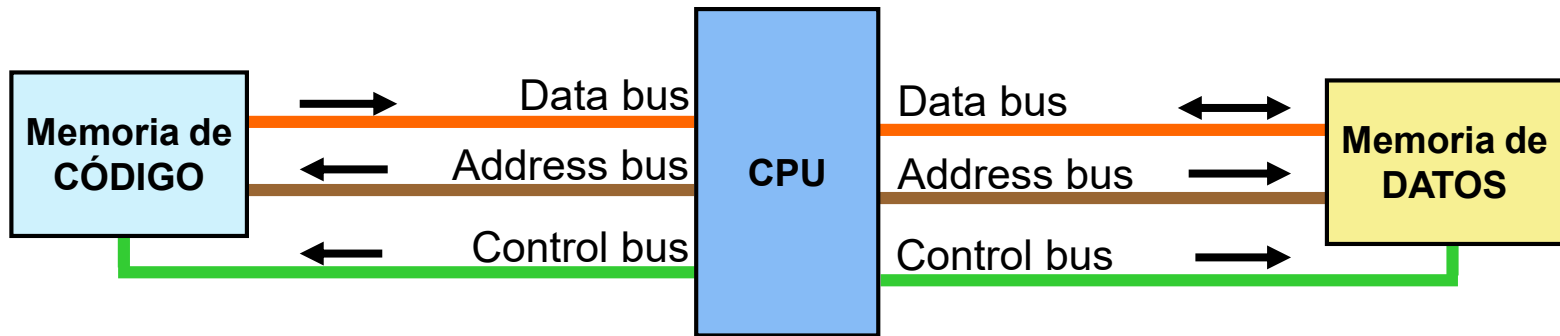 Memoria de
CÓDIGO
Data bus
Address bus
Control bus
CPU
Data bus
Address bus
Control bus
Memoria de
DATOS